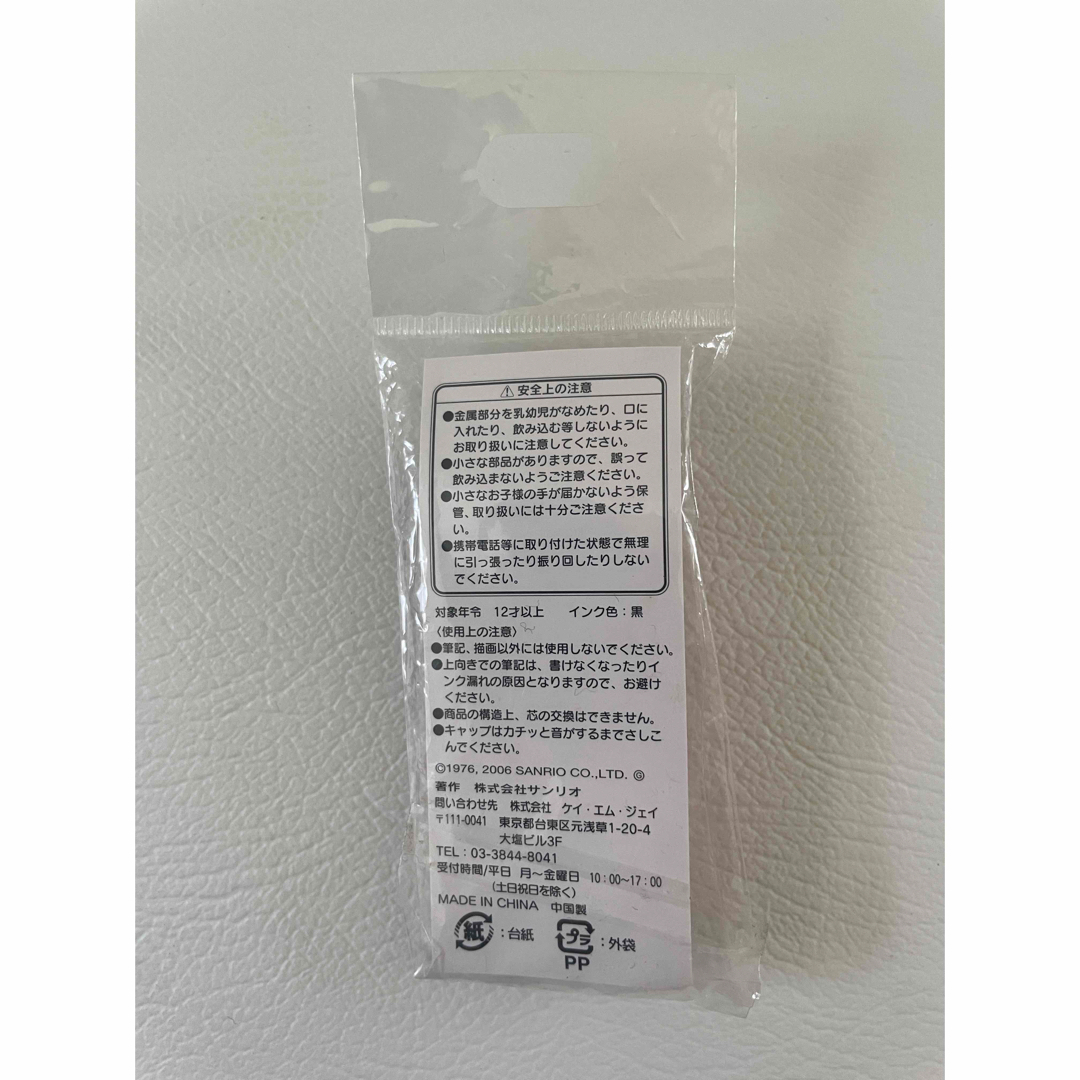 ⚠ 安全上の注意
●金属部分を乳幼児がなめたり、口に
入れたり、飲み込む等しないように
お取り扱いに注意してください。
●小さな部品がありますので、誤って
飲み込まないようご注意ください。
●小さなお子様の手が届かないよう保
管、取り扱いには十分ご注意くださ
い。
●携帯電話等に取り付けた状態で無理
に引っ張ったり振り回したりしない
でください。
対象年令 12才以上 インク色：黒
〈使用上の注意〉
●筆記、描画以外には使用しないでください。
●上向きでの筆記は、書けなくなったりイ
ンク漏れの原因となりますので、お避け
ください。
●商品の構造上、芯の交換はできません。
●キャップはカチッと音がするまでさしこ
んでください。
©1976, 2006 SANRIO CO.,LTD. Ⓖ
著作 株式会社サンリオ
問い合わせ先 株式会社 ケイ・エム・ジェイ
〒111-0041 東京都台東区元浅草1-20-4
大塩ビル3F
TEL：03-3844-8041
受付時間/平日 月～金曜日 10：00～17：00
（土日祝日を除く）
MADE IN CHINA 中国製
紙：台紙 プラ：外袋
PP